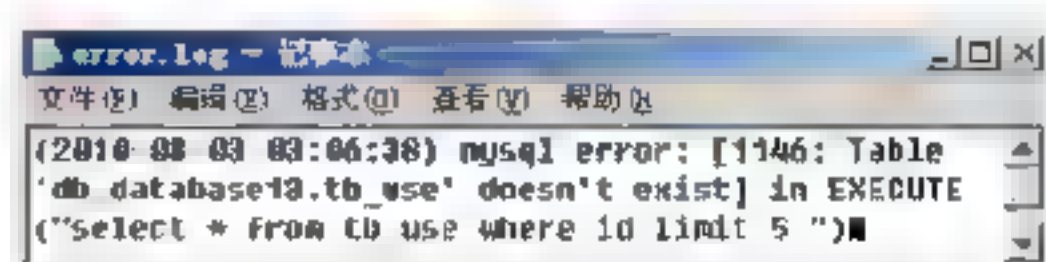 error.log - 记事本
文件(F) 编辑(E) 格式(O) 查看(V) 帮助(H)
(2010-08-03 03:06:38) mysql error: [1146: Table
'db_database13.tb_use' doesn't exist] in EXECUTE
("select * from tb_use where id limit 5 ")